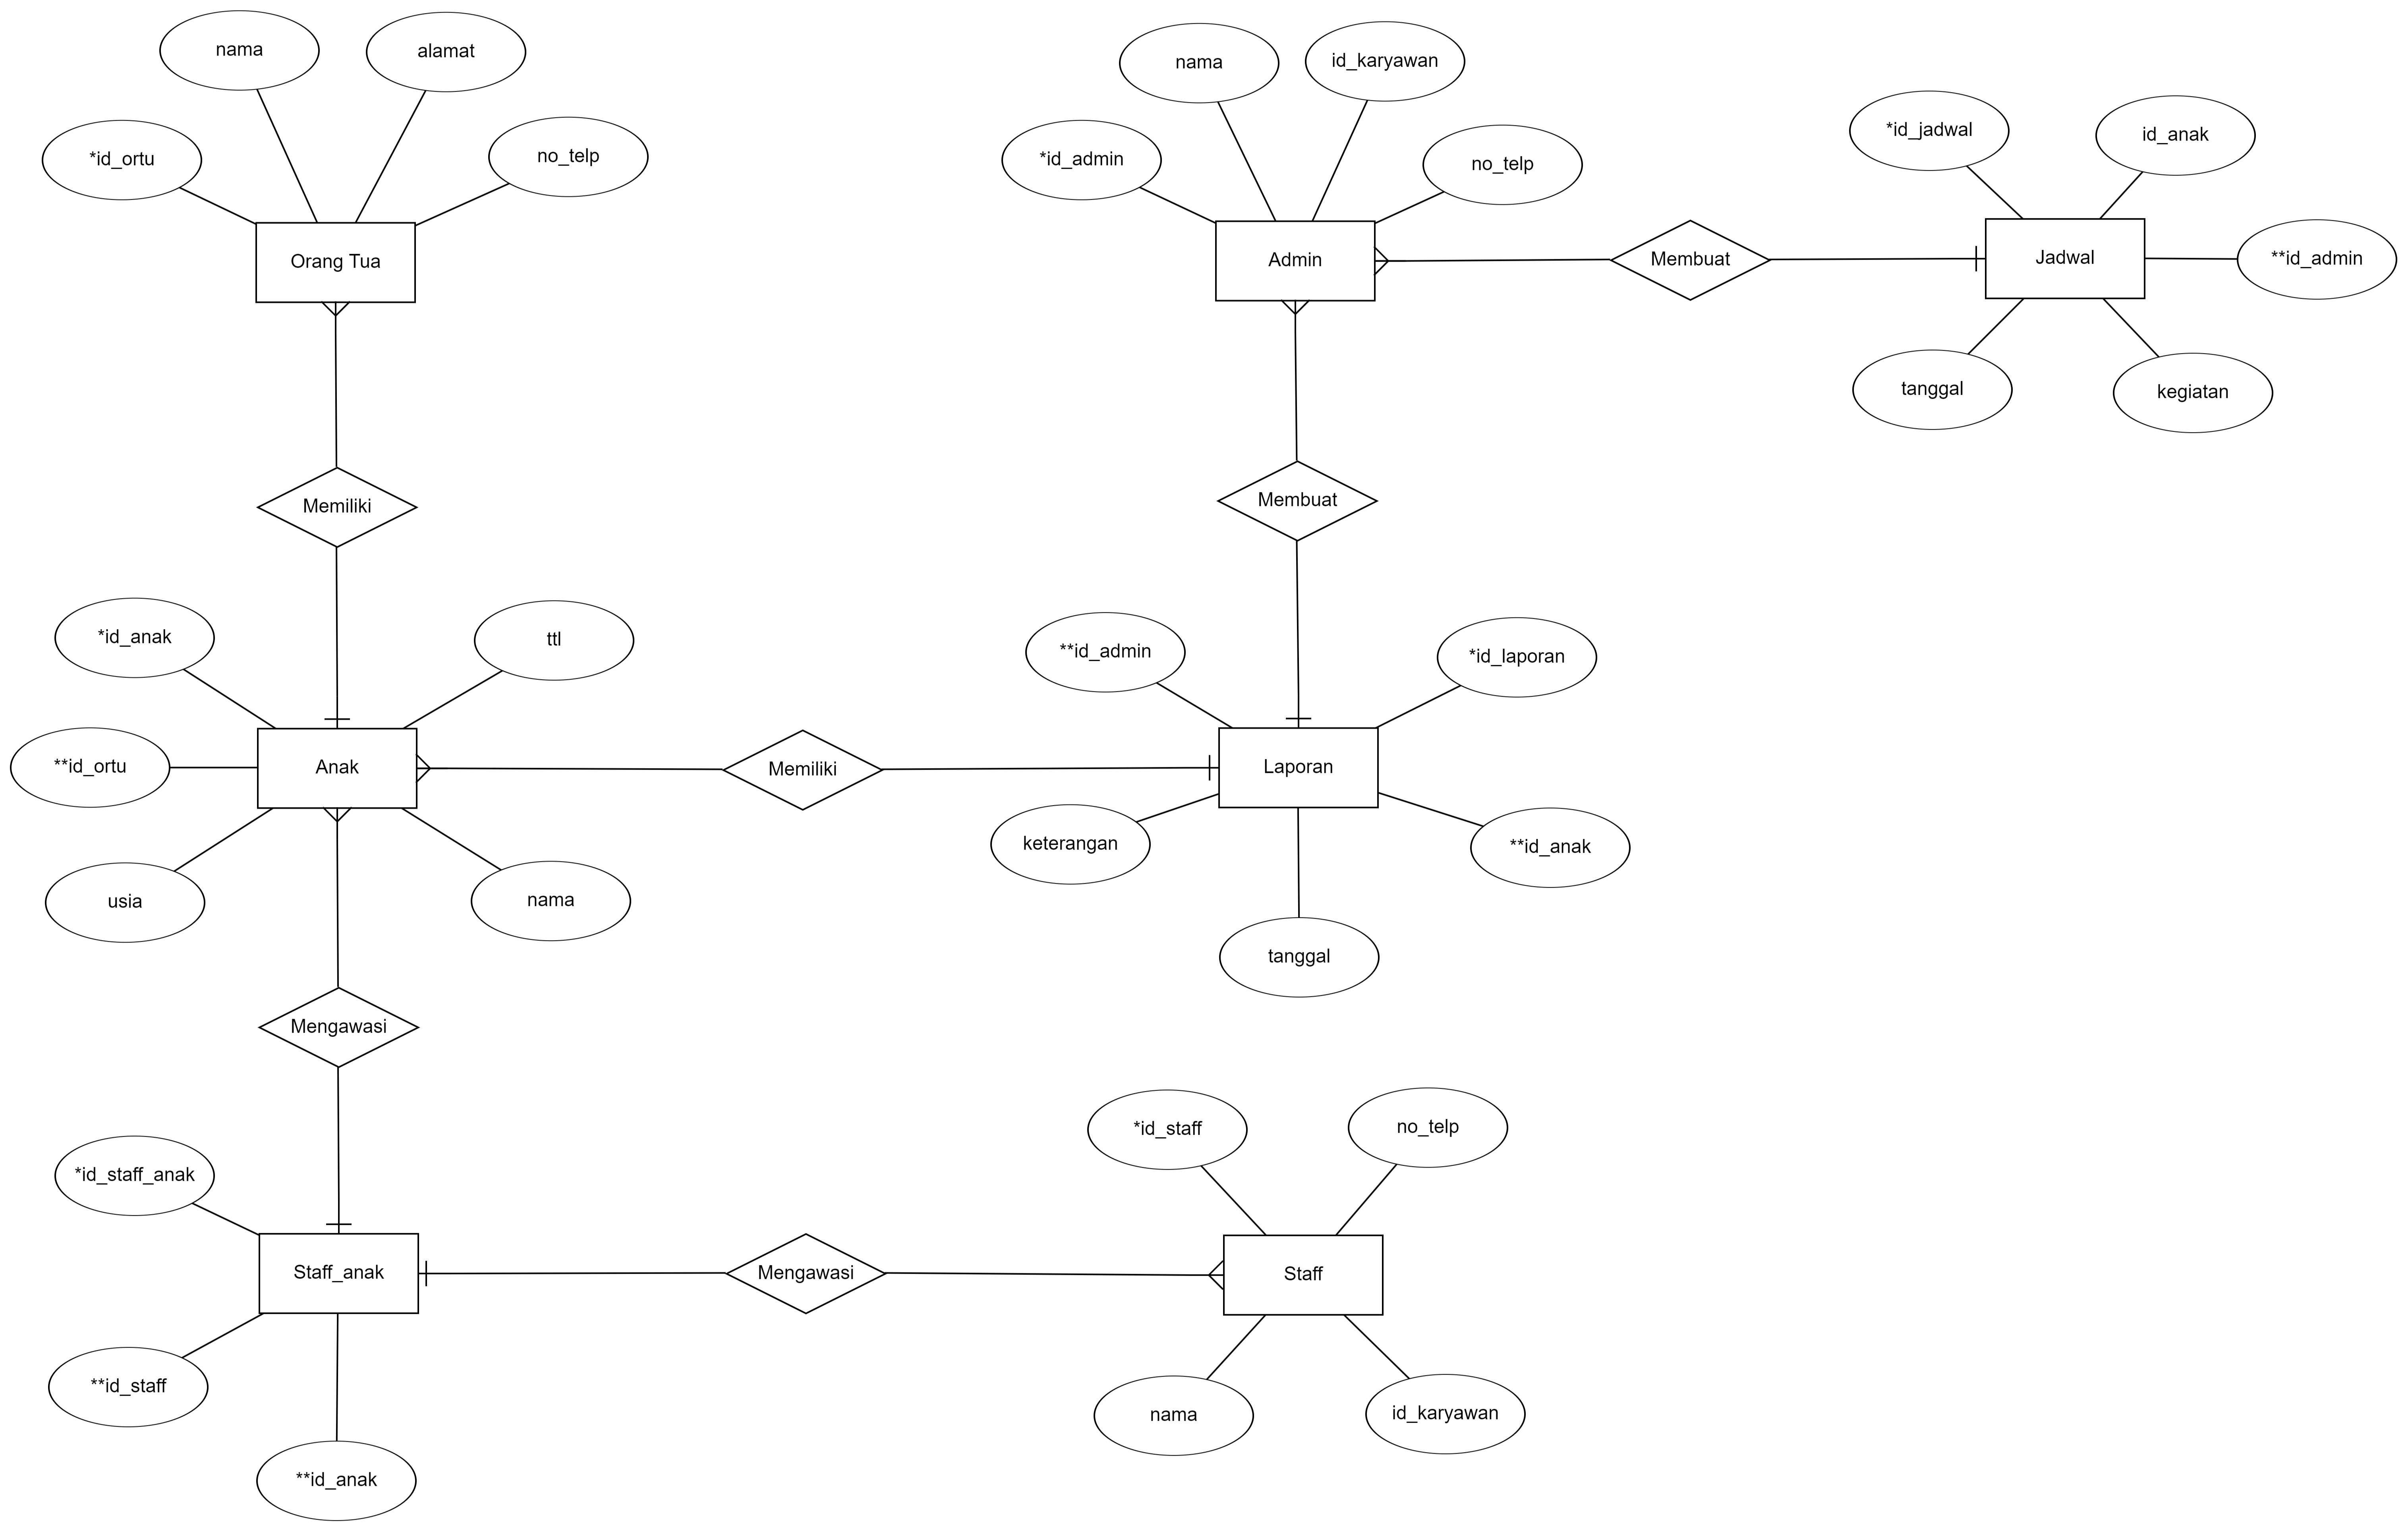 nama
alamat
*id_ortu
no_telp
Orang Tua
nama
id_karyawan
*id_admin
no_telp
Admin
Membuat
*id_jadwal
id_anak
Jadwal
**id_admin
tanggal
kegiatan
Memiliki
Membuat
*id_anak
ttl
**id_ortu
Anak
usia
nama
Memiliki
**id_admin
*id_laporan
Laporan
keterangan
**id_anak
tanggal
Mengawasi
*id_staff_anak
Staff_anak
**id_staff
**id_anak
Mengawasi
*id_staff
no_telp
Staff
nama
id_karyawan